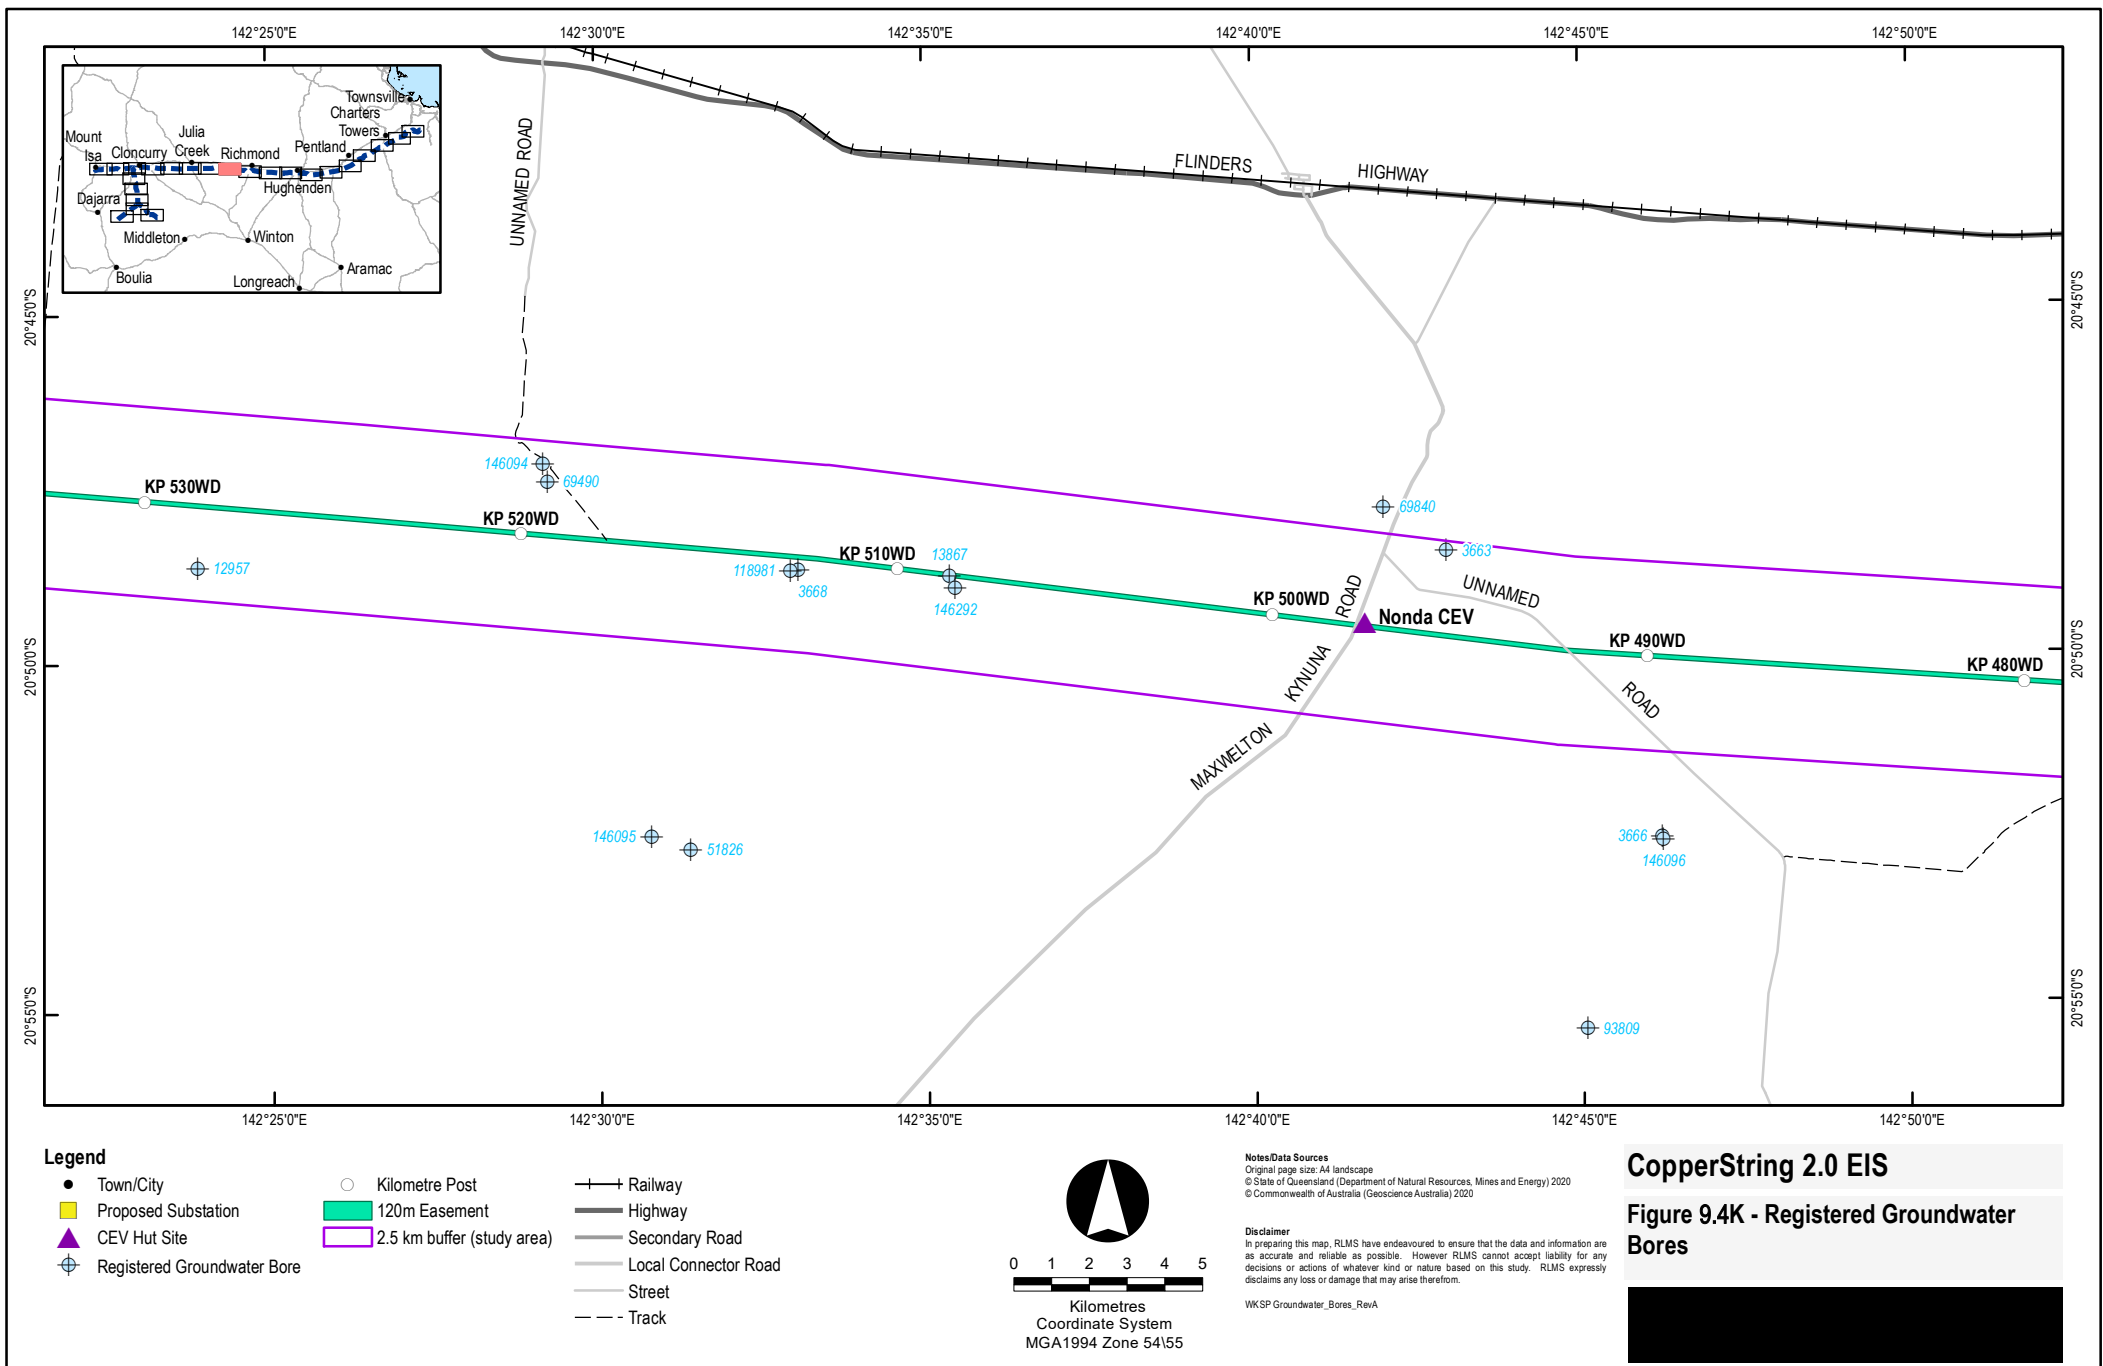 142°25'0"E
142°30'0"E
142°35'0"E
142°40'0"E
142°45'0"E
142°50'0"E
Townsville
Charters
Towers
Mount
Isa
Cloncurry
Julia
Creek
Richmond
Pentland
Hughenden
Dajarra
Middleton
Winton
Boulia
Longreach
Aramac
UNNAMED ROAD
FLINDERS
HIGHWAY
20°45'0"S
20°45'0"S
146094
69490
KP 530WD
KP 520WD
KP 510WD
13867
69840
3663
12957
118981
3668
146292
KP 500WD
ROAD
UNNAMED
Nonda CEV
KP 490WD
KP 480WD
20°50'0"S
20°50'0"S
KYNUNA
ROAD
MAXWELTON
146095
51826
3666
146096
20°55'0"S
20°55'0"S
93809
142°25'0"E
142°30'0"E
142°35'0"E
142°40'0"E
142°45'0"E
142°50'0"E
Legend
Town/City
Proposed Substation
CEV Hut Site
Registered Groundwater Bore
Kilometre Post
120m Easement
2.5 km buffer (study area)
Railway
Highway
Secondary Road
Local Connector Road
Street
Track
0 1 2 3 4 5
Kilometres
Coordinate System
MGA1994 Zone 54\55
Notes/Data Sources
Original page size: A4 landscape
© State of Queensland (Department of Natural Resources, Mines and Energy) 2020
© Commonwealth of Australia (Geoscience Australia) 2020
Disclaimer
In preparing this map, RLMS have endeavoured to ensure that the data and information are
as accurate and reliable as possible. However RLMS cannot accept liability for any
decisions or actions of whatever kind or nature based on this study. RLMS expressly
disclaims any loss or damage that may arise therefrom.
WKSP Groundwater_Bores_RevA
CopperString 2.0 EIS
Figure 9.4K - Registered Groundwater
Bores